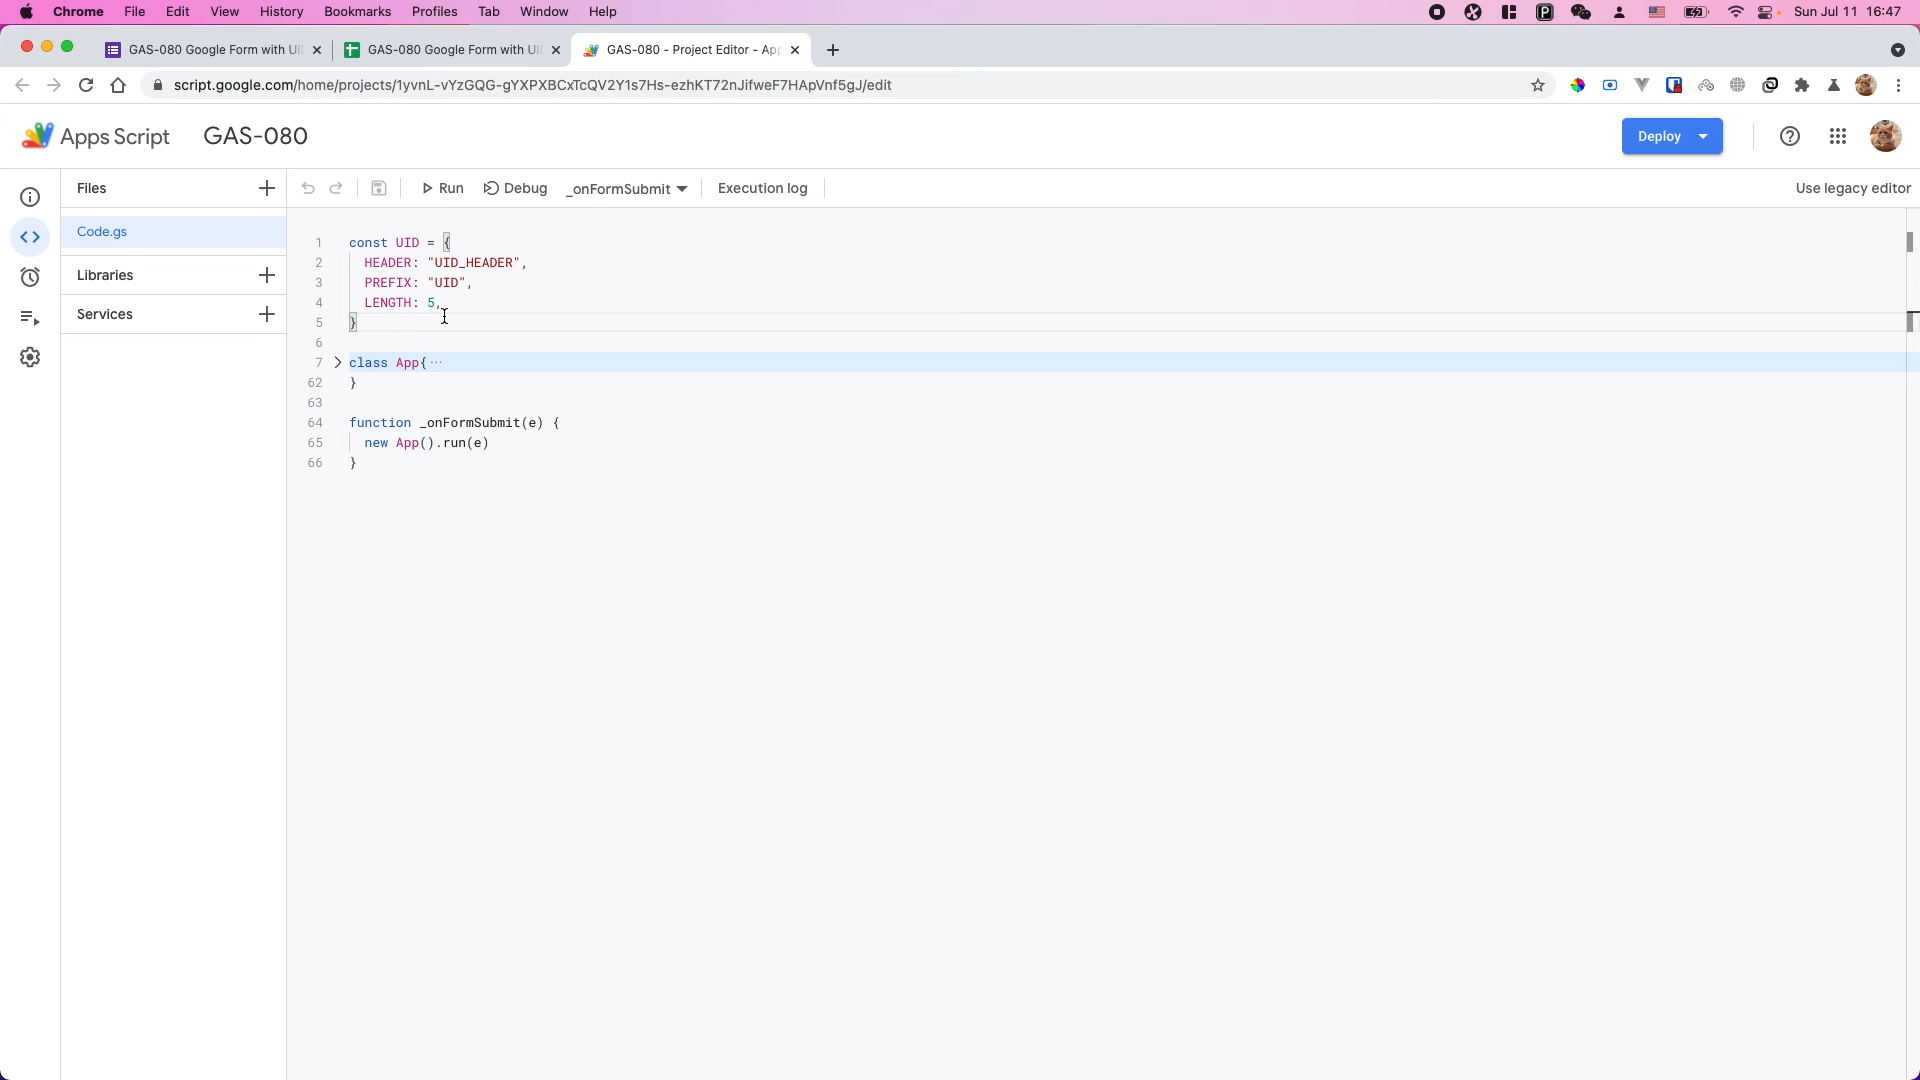 Chrome File Edit View History Bookmarks Profiles Tab Window Help Sun Jul 11 16:47
GAS-080 Google Form with UI GAS-080 Google Form with UI GAS-080 - Project Editor - App
script.google.com/home/projects/1yvnL-vYzGQG-gYXPXBCxTcQV2Y1s7Hs-ezhKT72nJifweF7HApVnf5gJ/edit
Apps Script GAS-080 Deploy
Files Run Debug _onFormSubmit Execution log Use legacy editor
Code.gs
Libraries
Services
1 const UID = {
2 HEADER: "UID_HEADER",
3 PREFIX: "UID",
4 LENGTH: 5,
5 }
6
7 class App{ ···
62 }
63
64 function _onFormSubmit(e) {
65 new App().run(e)
66 }